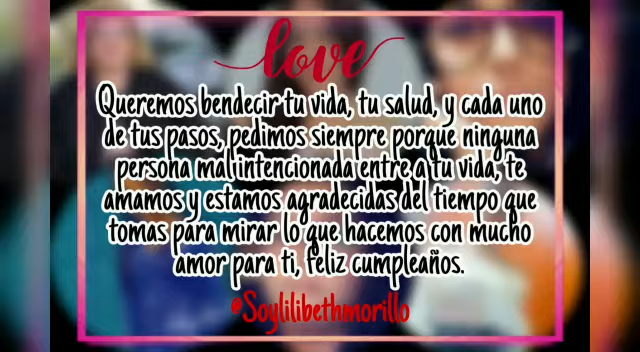 love
Queremos bendecir tu vida, tu salud, y cada uno
de tus pasos, pedimos siempre porque ninguna
persona mal intencionada entre a tu vida, te
amamos y estamos agradecidas del tiempo que
tomas para mirar lo que hacemos con mucho
amor para ti, feliz cumpleaños.
#Soylilibethmorillo